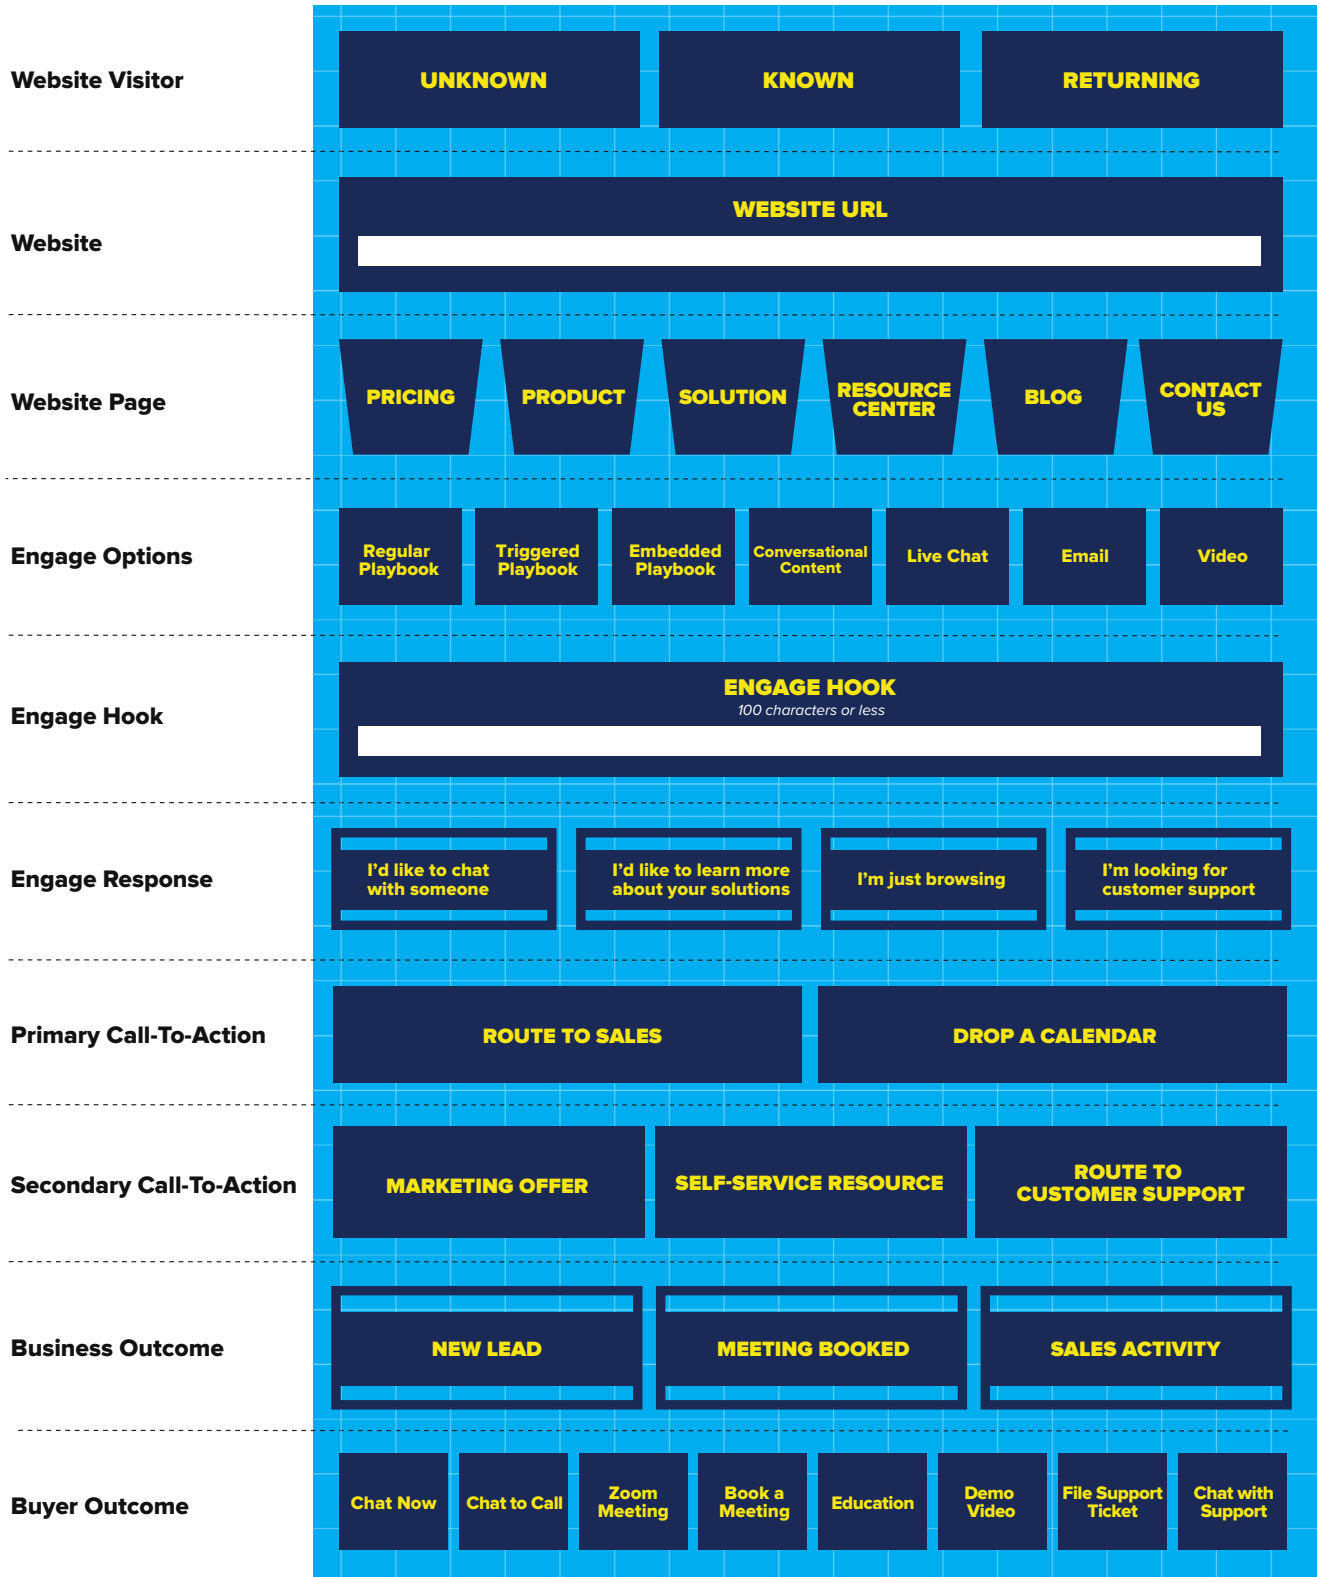 Website Visitor
UNKNOWN
KNOWN
RETURNING
Website
WEBSITE URL
Website Page
PRICING
PRODUCT
SOLUTION
RESOURCE
CENTER
BLOG
CONTACT
US
Engage Options
Regular
Playbook
Triggered
Playbook
Embedded
Playbook
Conversational
Content
Live Chat
Email
Video
Engage Hook
ENGAGE HOOK
100 characters or less
Engage Response
I'd like to chat
with someone
I'd like to learn more
about your solutions
I'm just browsing
I'm looking for
customer support
Primary Call-To-Action
ROUTE TO SALES
DROP A CALENDAR
Secondary Call-To-Action
MARKETING OFFER
SELF-SERVICE RESOURCE
ROUTE TO
CUSTOMER SUPPORT
Business Outcome
NEW LEAD
MEETING BOOKED
SALES ACTIVITY
Buyer Outcome
Chat Now
Chat to Call
Zoom
Meeting
Book a
Meeting
Education
Demo
Video
File Support
Ticket
Chat with
Support